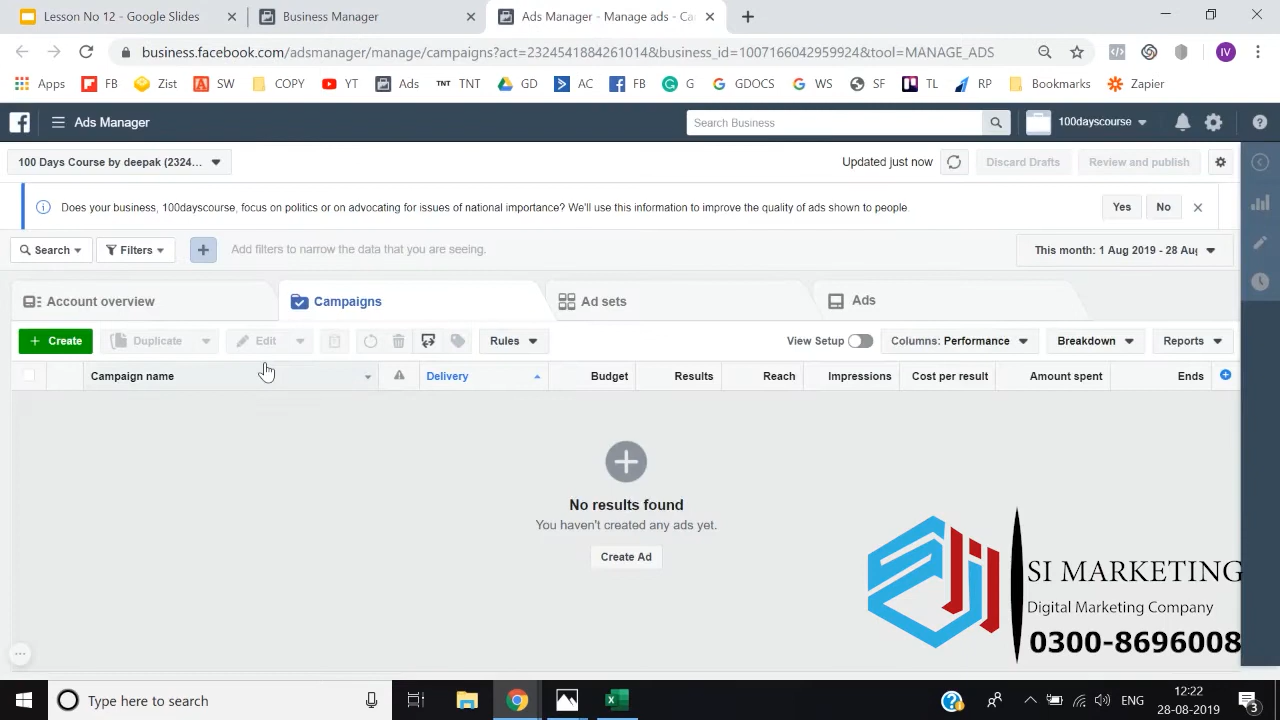 Lesson No 12 - Google Slides
Business Manager
Ads Manager - Manage ads - Ca
business.facebook.com/adsmanager/manage/campaigns?act=2324541884261014&business_id=1007166042959924&tool=MANAGE_ADS
IV
Apps FB Zist SW COPY YT Ads TNT TNT GD AC FB G GDOCS WS SF TL RP Bookmarks Zapier
Ads Manager
Search Business
100dayscourse
100 Days Course by deepak (2324...
Updated just now
Discard Drafts
Review and publish
Does your business, 100dayscourse, focus on politics or on advocating for issues of national importance? We'll use this information to improve the quality of ads shown to people.
Yes
No
Search
Filters
Add filters to narrow the data that you are seeing.
This month: 1 Aug 2019 - 28 Aug
Account overview
Campaigns
Ad sets
Ads
+ Create
Duplicate
Edit
Rules
View Setup
Columns: Performance
Breakdown
Reports
Campaign name
Delivery
Budget
Results
Reach
Impressions
Cost per result
Amount spent
Ends
No results found
You haven't created any ads yet.
Create Ad
SI MARKETING
Digital Marketing Company
0300-8696008
Type here to search
ENG
12:22
28-08-2019
3